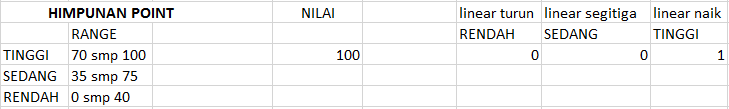 HIMPUNAN POINT NILAI linear turun linear segitiga linear naik
RANGE RENDAH SEDANG TINGGI
TINGGI 70 smp 100 100 0 0 1
SEDANG 35 smp 75
RENDAH 0 smp 40